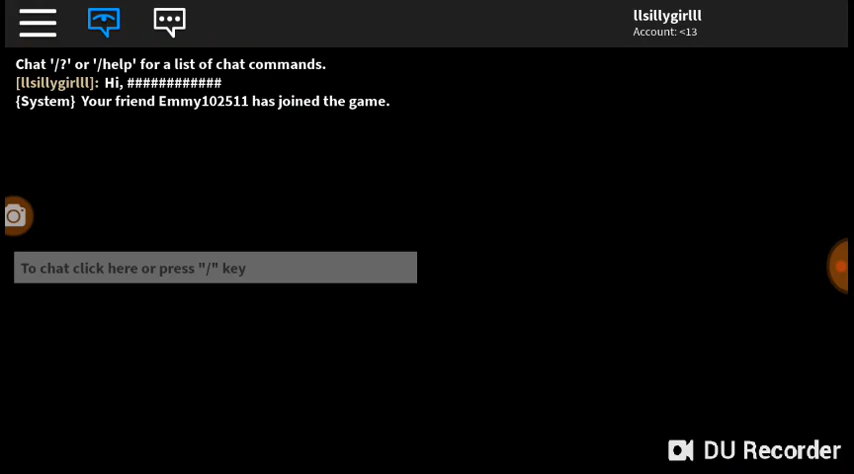 llsillygirlll
Account: <13
Chat '/?' or '/help' for a list of chat commands.
[llsillygirlll]: Hi, ############
{System} Your friend Emmy102511 has joined the game.
To chat click here or press "/" key
DU Recorder